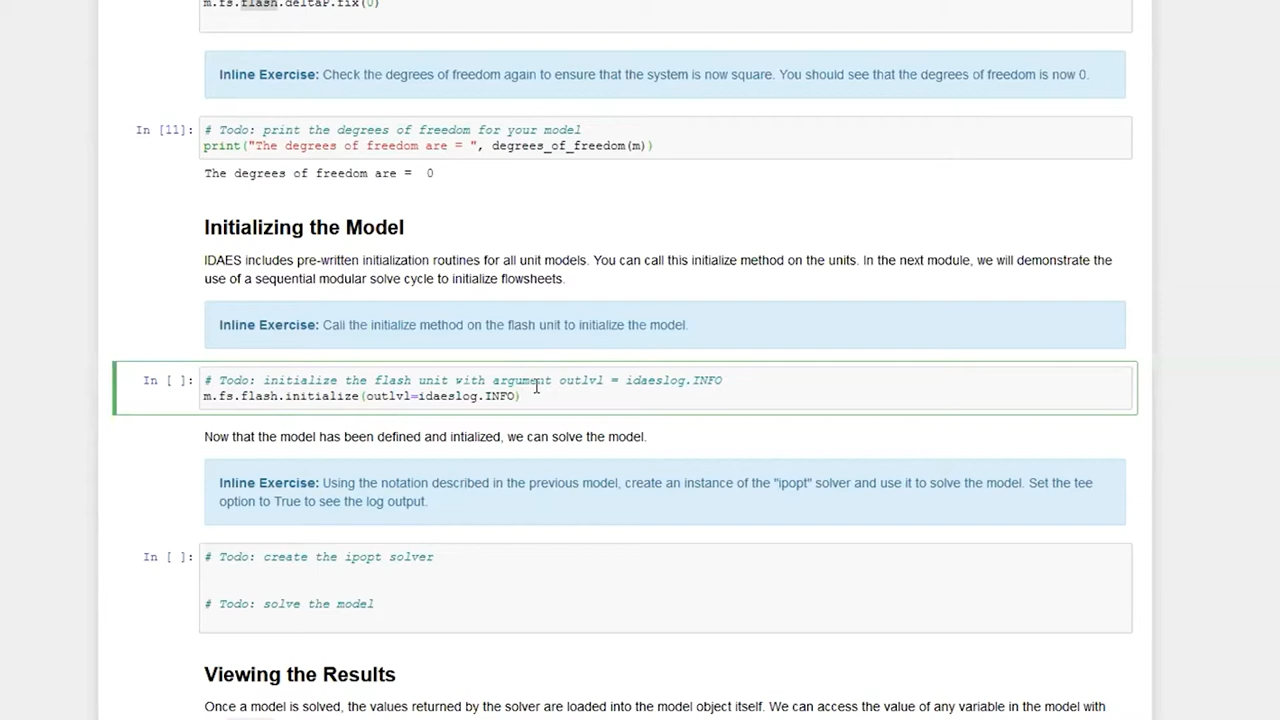 m.fs.flash.deltaP.fix(0)
Inline Exercise: Check the degrees of freedom again to ensure that the system is now square. You should see that the degrees of freedom is now 0.
In [11]: # Todo: print the degrees of freedom for your model
print("The degrees of freedom are = ", degrees_of_freedom(m))
The degrees of freedom are =  0
Initializing the Model
IDAES includes pre-written initialization routines for all unit models. You can call this initialize method on the units. In the next module, we will demonstrate the
use of a sequential modular solve cycle to initialize flowsheets.
Inline Exercise: Call the initialize method on the flash unit to initialize the model.
In [ ]: # Todo: initialize the flash unit with argument outlvl = idaeslog.INFO
m.fs.flash.initialize(outlvl=idaeslog.INFO)
Now that the model has been defined and intialized, we can solve the model.
Inline Exercise: Using the notation described in the previous model, create an instance of the "ipopt" solver and use it to solve the model. Set the tee
option to True to see the log output.
In [ ]: # Todo: create the ipopt solver
# Todo: solve the model
Viewing the Results
Once a model is solved, the values returned by the solver are loaded into the model object itself. We can access the value of any variable in the model with